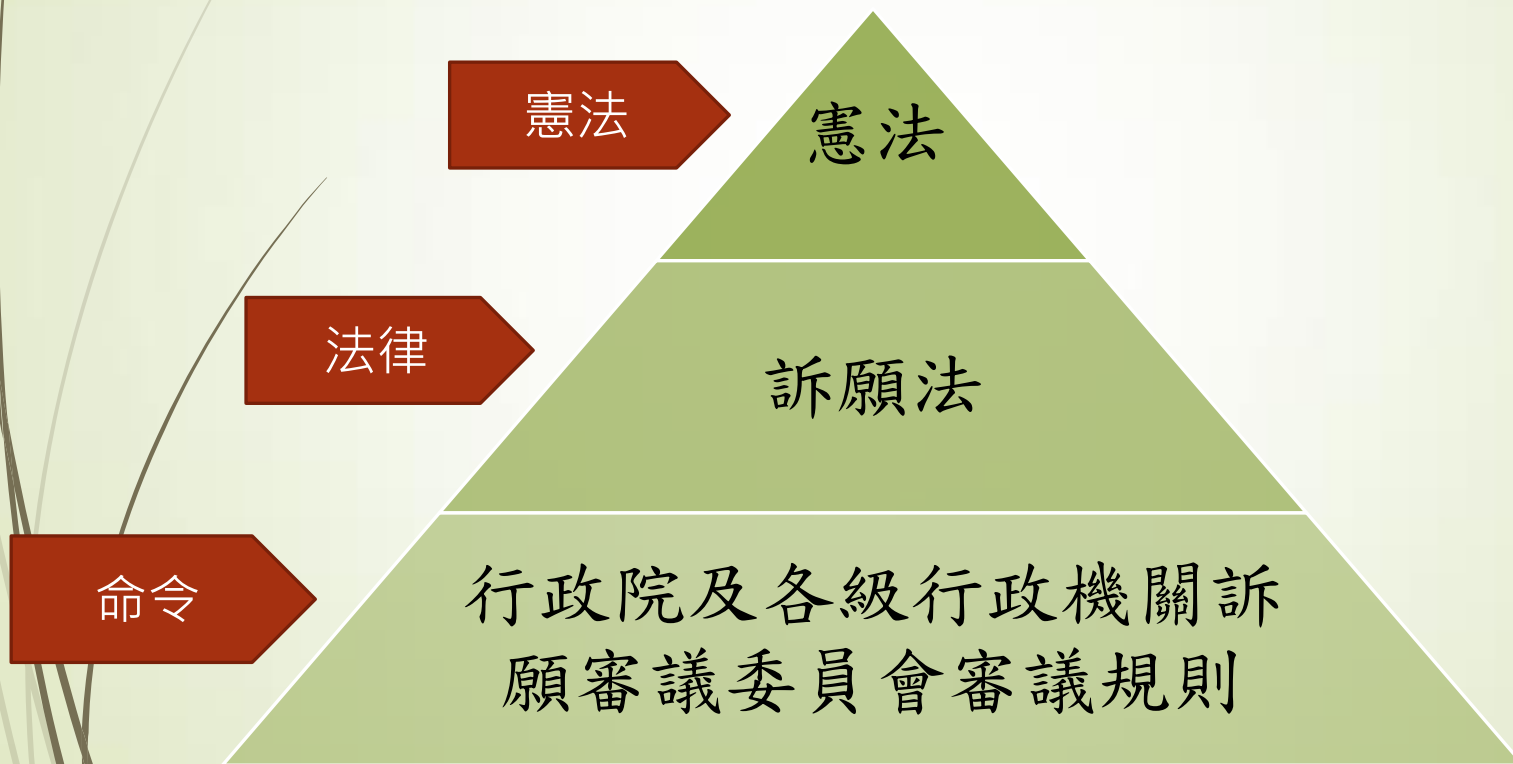 憲法
憲法
法律
訴願法
命令
行政院及各級行政機關訴
願審議委員會審議規則